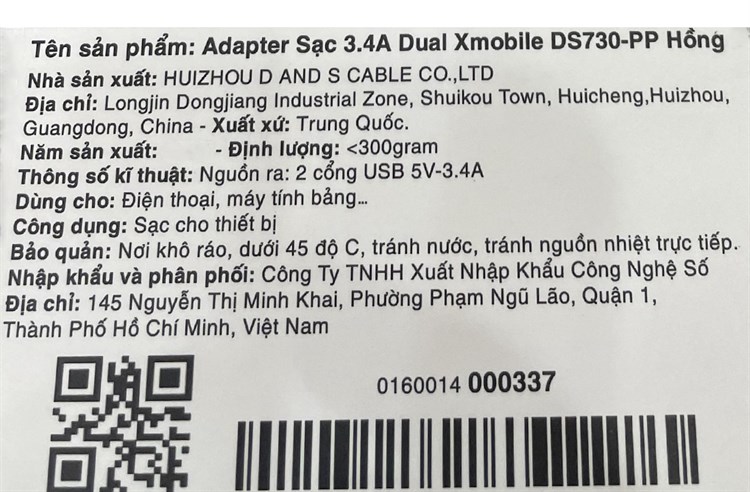 Tên sản phẩm: Adapter Sạc 3.4A Dual Xmobile DS730-PP Hồng
Nhà sản xuất: HUIZHOU D AND S CABLE CO.,LTD
Địa chỉ: Longjin Dongjiang Industrial Zone, Shuikou Town, Huicheng,Huizhou,
Guangdong, China - Xuất xứ: Trung Quốc.
Năm sản xuất: - Định lượng: <300gram
Thông số kĩ thuật: Nguồn ra: 2 cổng USB 5V-3.4A
Dùng cho: Điện thoại, máy tính bảng...
Công dụng: Sạc cho thiết bị
Bảo quản: Nơi khô ráo, dưới 45 độ C, tránh nước, tránh nguồn nhiệt trực tiếp.
Nhập khẩu và phân phối: Công Ty TNHH Xuất Nhập Khẩu Công Nghệ Số
Địa chỉ: 145 Nguyễn Thị Minh Khai, Phường Phạm Ngũ Lão, Quận 1,
Thành Phố Hồ Chí Minh, Việt Nam
0160014 000337